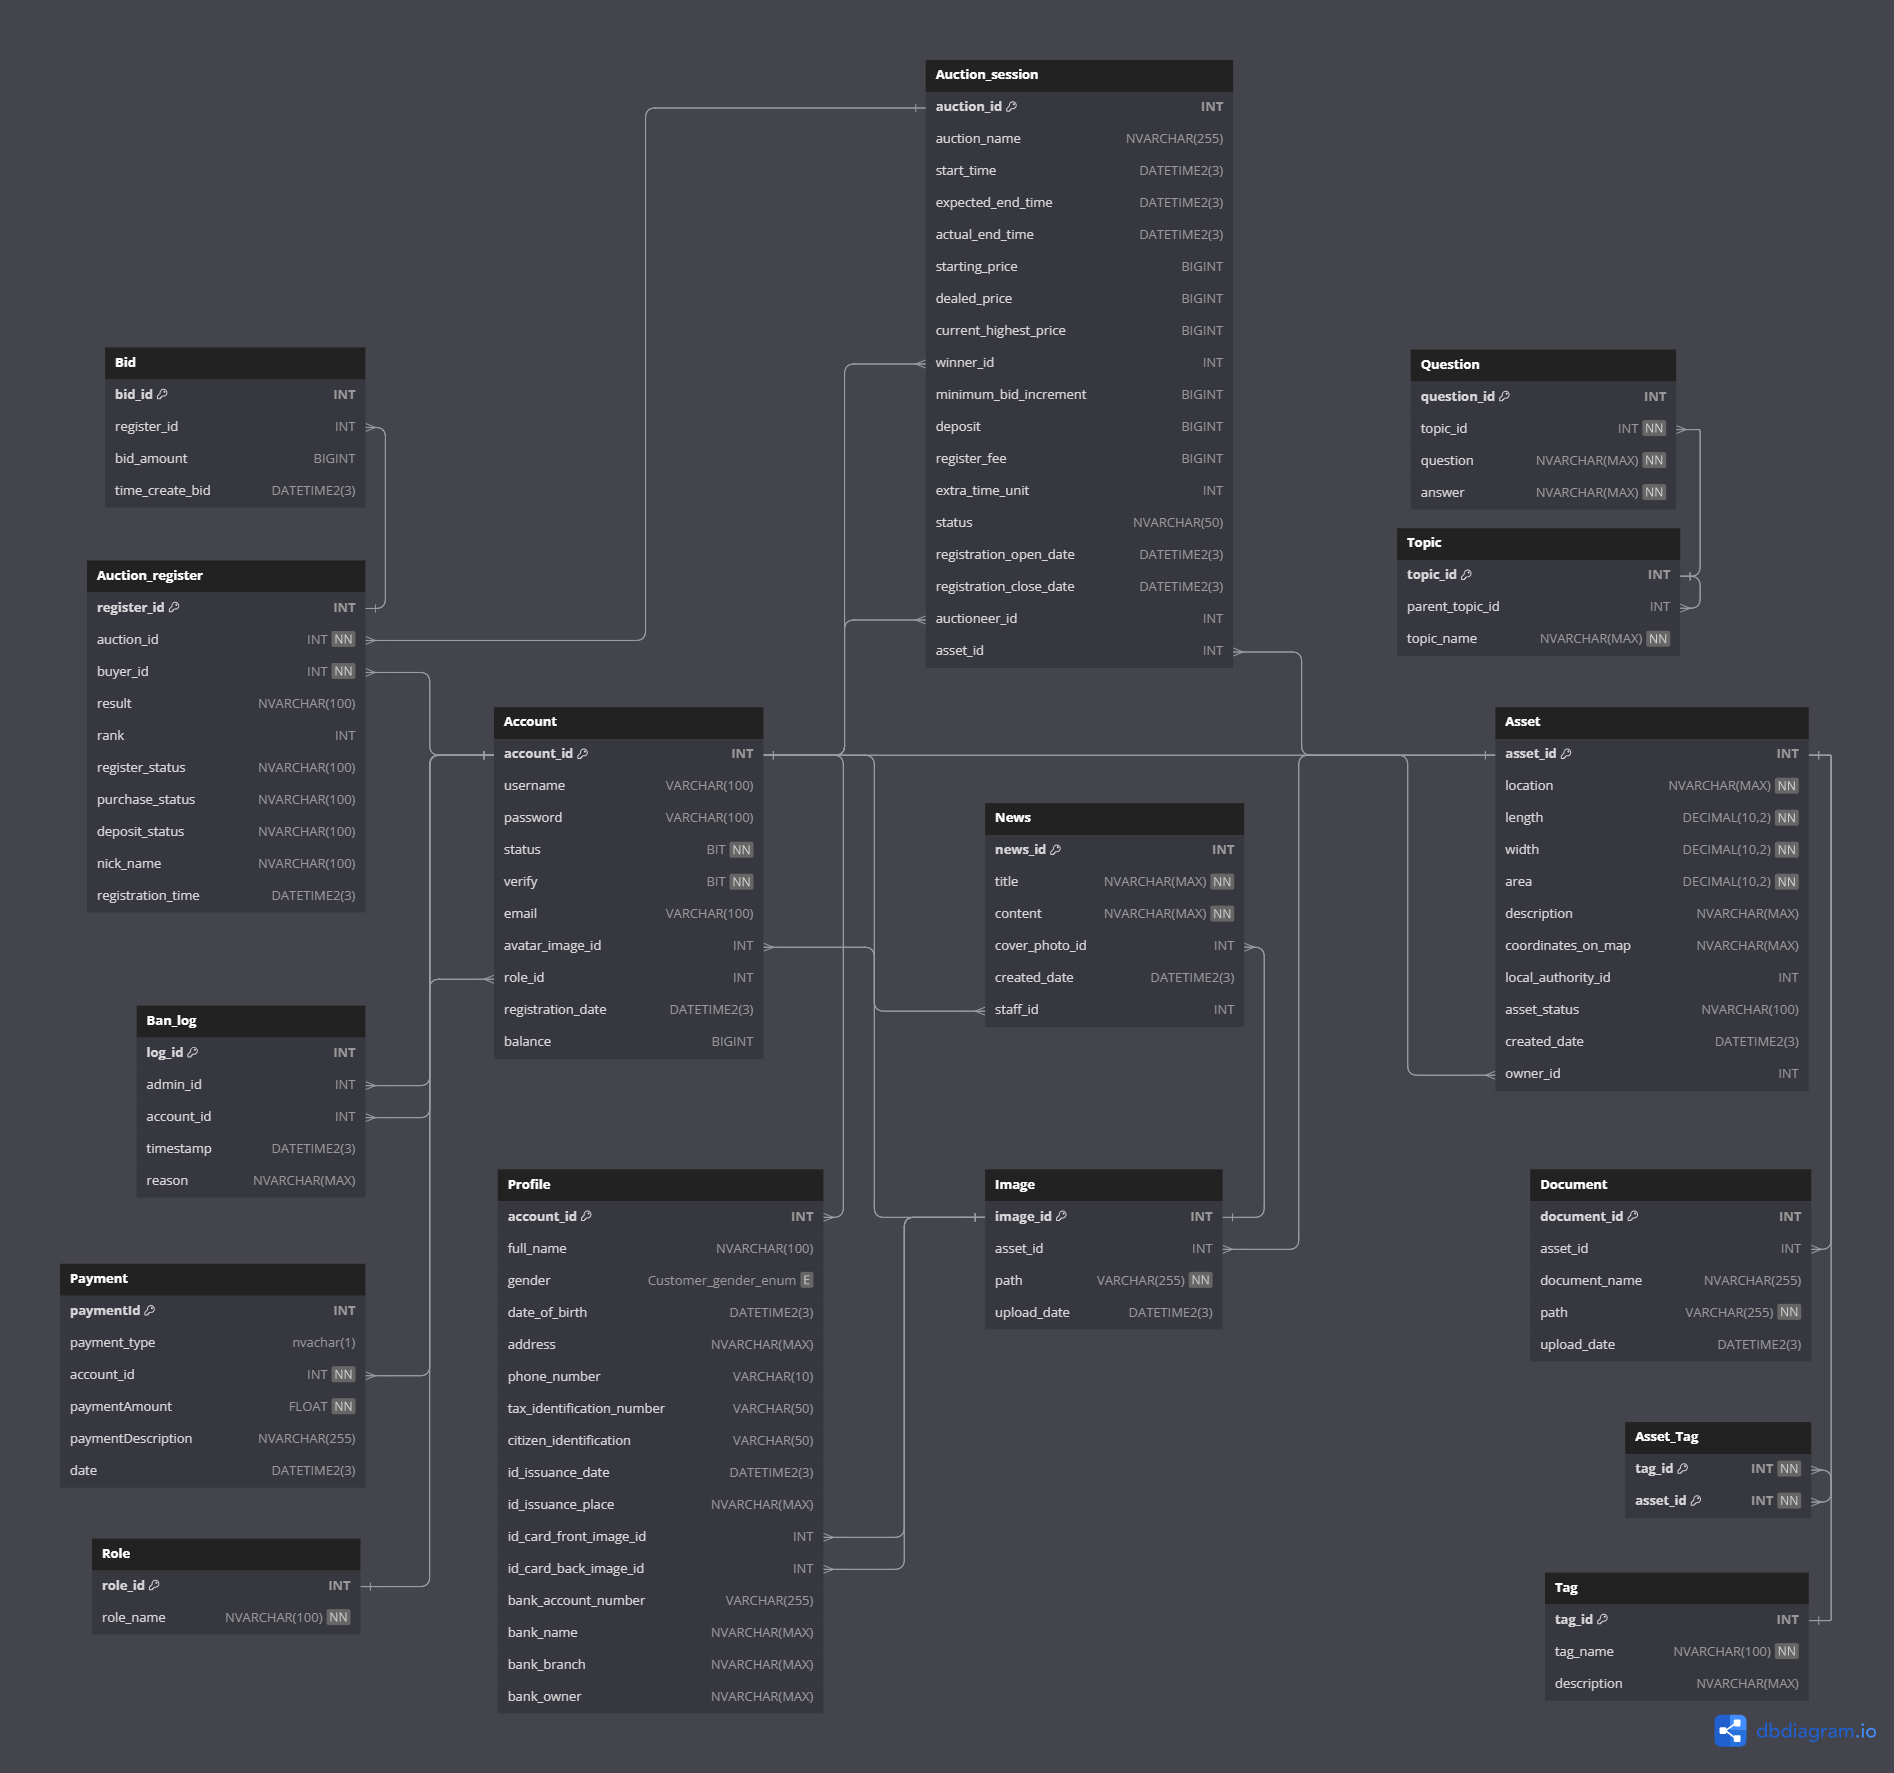 Auction_session
auction_id INT
auction_name NVARCHAR(255)
start_time DATETIME2(3)
expected_end_time DATETIME2(3)
actual_end_time DATETIME2(3)
starting_price BIGINT
dealed_price BIGINT
current_highest_price BIGINT
winner_id INT
minimum_bid_increment BIGINT
deposit BIGINT
register_fee BIGINT
extra_time_unit INT
status NVARCHAR(50)
registration_open_date DATETIME2(3)
registration_close_date DATETIME2(3)
auctioneer_id INT
asset_id INT
Bid
bid_id INT
register_id INT
bid_amount BIGINT
time_create_bid DATETIME2(3)
Question
question_id INT
topic_id INT NN
question NVARCHAR(MAX) NN
answer NVARCHAR(MAX) NN
Topic
topic_id INT
parent_topic_id INT
topic_name NVARCHAR(MAX) NN
Auction_register
register_id INT
auction_id INT NN
buyer_id INT NN
result NVARCHAR(100)
rank INT
register_status NVARCHAR(100)
purchase_status NVARCHAR(100)
deposit_status NVARCHAR(100)
nick_name NVARCHAR(100)
registration_time DATETIME2(3)
Account
account_id INT
username VARCHAR(100)
password VARCHAR(100)
status BIT NN
verify BIT NN
email VARCHAR(100)
avatar_image_id INT
role_id INT
registration_date DATETIME2(3)
balance BIGINT
News
news_id INT
title NVARCHAR(MAX) NN
content NVARCHAR(MAX) NN
cover_photo_id INT
created_date DATETIME2(3)
staff_id INT
Asset
asset_id INT
location NVARCHAR(MAX) NN
length DECIMAL(10,2) NN
width DECIMAL(10,2) NN
area DECIMAL(10,2) NN
description NVARCHAR(MAX)
coordinates_on_map NVARCHAR(MAX)
local_authority_id INT
asset_status NVARCHAR(100)
created_date DATETIME2(3)
owner_id INT
Ban_log
log_id INT
admin_id INT
account_id INT
timestamp DATETIME2(3)
reason NVARCHAR(MAX)
Profile
account_id INT
full_name NVARCHAR(100)
gender Customer_gender_enum E
date_of_birth DATETIME2(3)
address NVARCHAR(MAX)
phone_number VARCHAR(10)
tax_identification_number VARCHAR(50)
citizen_identification VARCHAR(50)
id_issuance_date DATETIME2(3)
id_issuance_place NVARCHAR(MAX)
id_card_front_image_id INT
id_card_back_image_id INT
bank_account_number VARCHAR(255)
bank_name NVARCHAR(MAX)
bank_branch NVARCHAR(MAX)
bank_owner NVARCHAR(MAX)
Image
image_id INT
asset_id INT
path VARCHAR(255) NN
upload_date DATETIME2(3)
Document
document_id INT
asset_id INT
document_name NVARCHAR(255)
path VARCHAR(255) NN
upload_date DATETIME2(3)
Payment
paymentId INT
payment_type nvachar(1)
account_id INT NN
paymentAmount FLOAT NN
paymentDescription NVARCHAR(255)
date DATETIME2(3)
Asset_Tag
tag_id INT NN
asset_id INT NN
Role
role_id INT
role_name NVARCHAR(100) NN
Tag
tag_id INT
tag_name NVARCHAR(100) NN
description NVARCHAR(MAX)
dbdiagram.io